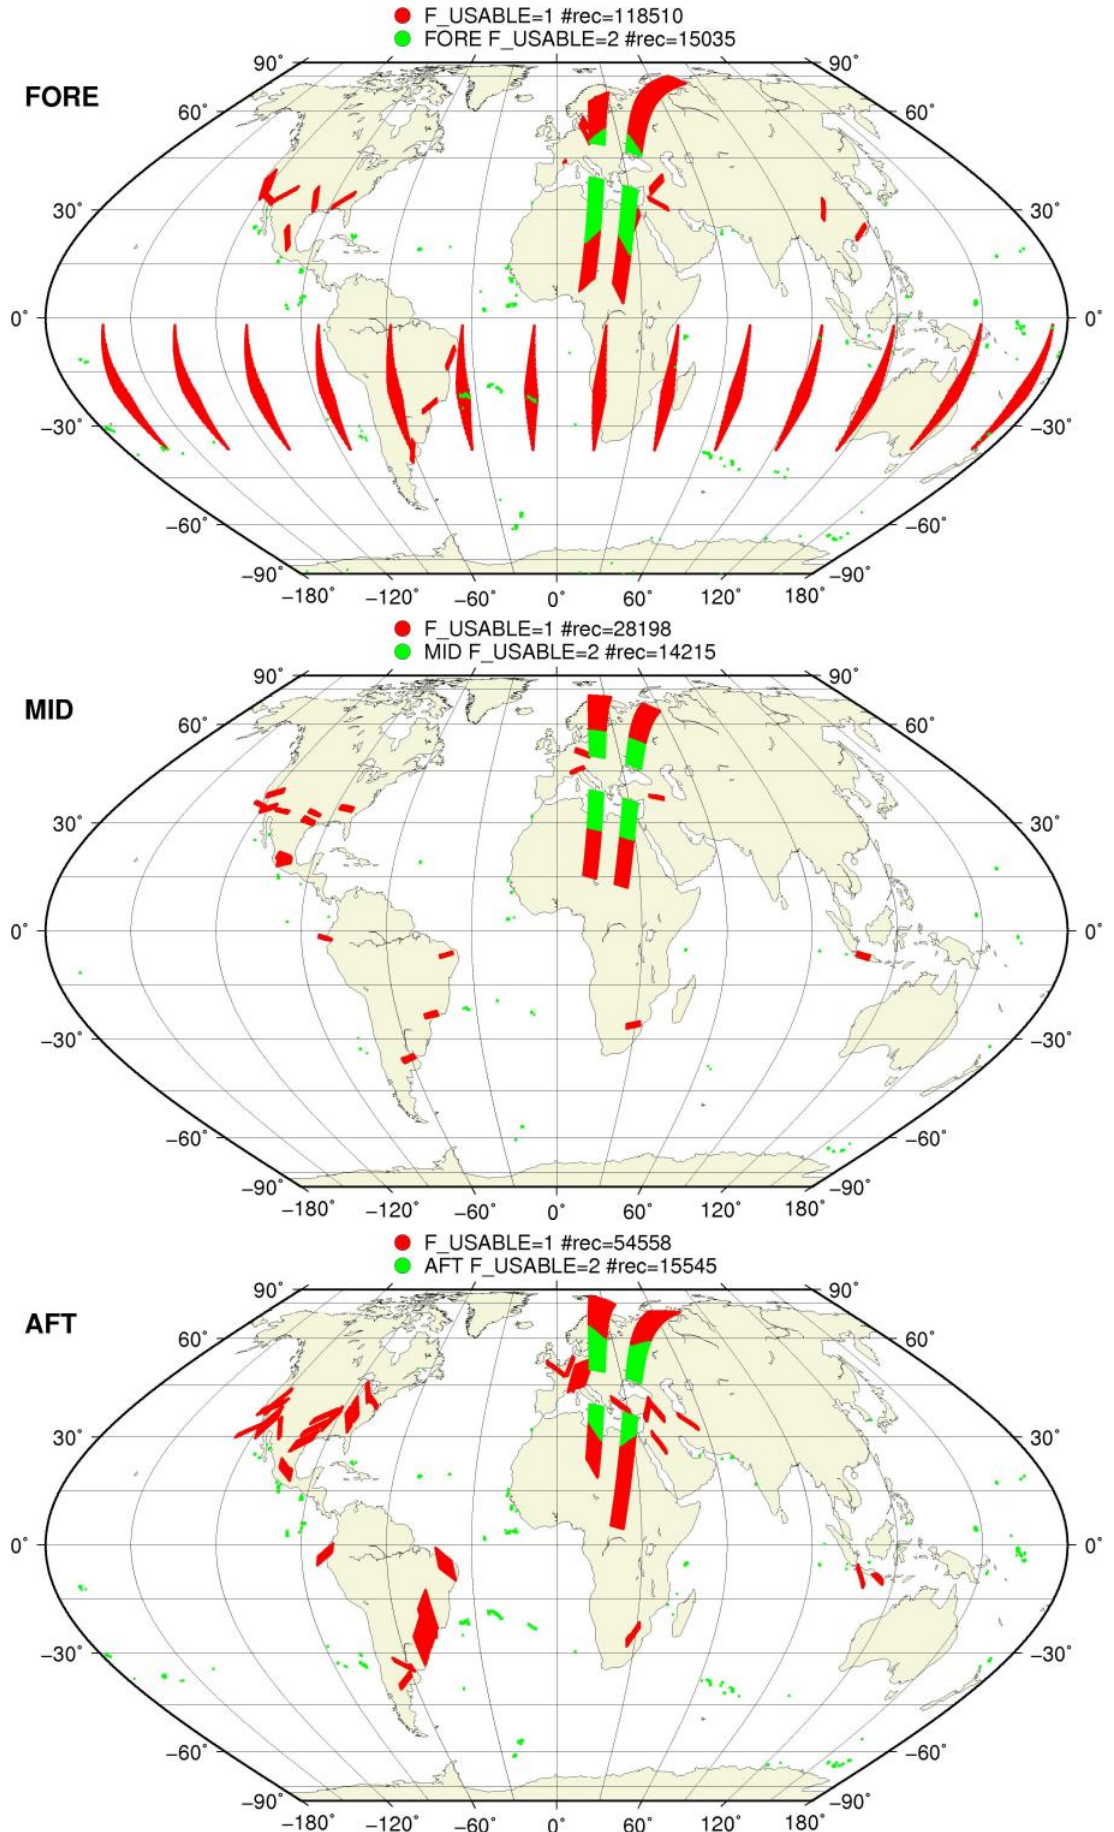 F_USABLE=1 #rec=118510
FORE F_USABLE=2 #rec=15035
FORE
90˚ 90˚
60˚ 60˚
30˚ 30˚
0˚ 0˚
−30˚ −30˚
−60˚ −60˚
−90˚ −90˚
−180˚ −120˚ −60˚ 0˚ 60˚ 120˚ 180˚
F_USABLE=1 #rec=28198
MID F_USABLE=2 #rec=14215
MID
90˚ 90˚
60˚ 60˚
30˚ 30˚
0˚ 0˚
−30˚ −30˚
−60˚ −60˚
−90˚ −90˚
−180˚ −120˚ −60˚ 0˚ 60˚ 120˚ 180˚
F_USABLE=1 #rec=54558
AFT F_USABLE=2 #rec=15545
AFT
90˚ 90˚
60˚ 60˚
30˚ 30˚
0˚ 0˚
−30˚ −30˚
−60˚ −60˚
−90˚ −90˚
−180˚ −120˚ −60˚ 0˚ 60˚ 120˚ 180˚